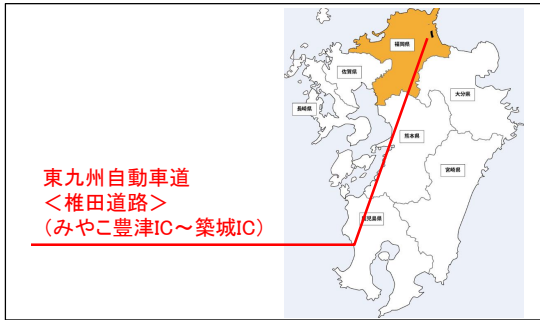 福岡県
佐賀県
大分県
長崎県
熊本県
宮崎県
東九州自動車道
＜椎田道路＞
(みやこ豊津IC～築城IC)
鹿児島県